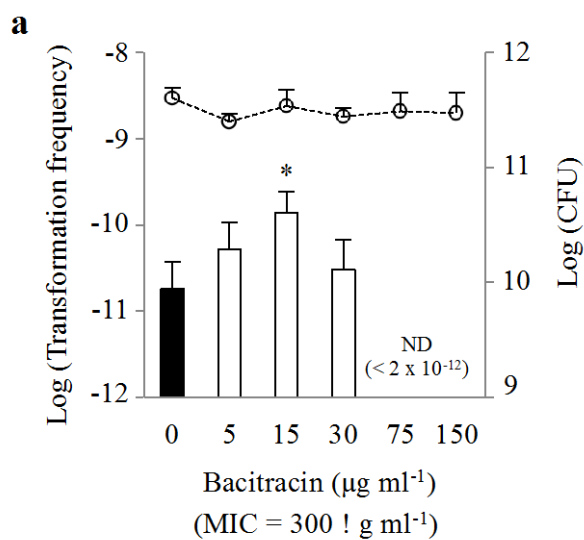 a
Log (Transformation frequency)
-8
-9
-10
-11
-12
*
ND
(< 2 x 10⁻¹²)
12
11
10
9
Log (CFU)
0 5 15 30 75 150
Bacitracin (μg ml⁻¹)
(MIC = 300 ! g ml⁻¹)